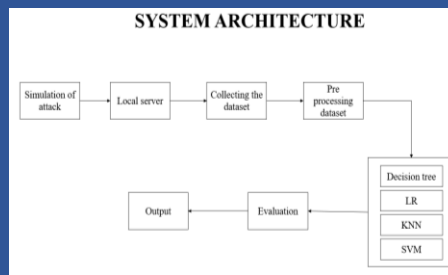 SYSTEM ARCHITECTURE
Simulation of
attack
Local server
Collecting the
dataset
Pre
processing
dataset
Decision tree
LR
KNN
SVM
Evaluation
Output